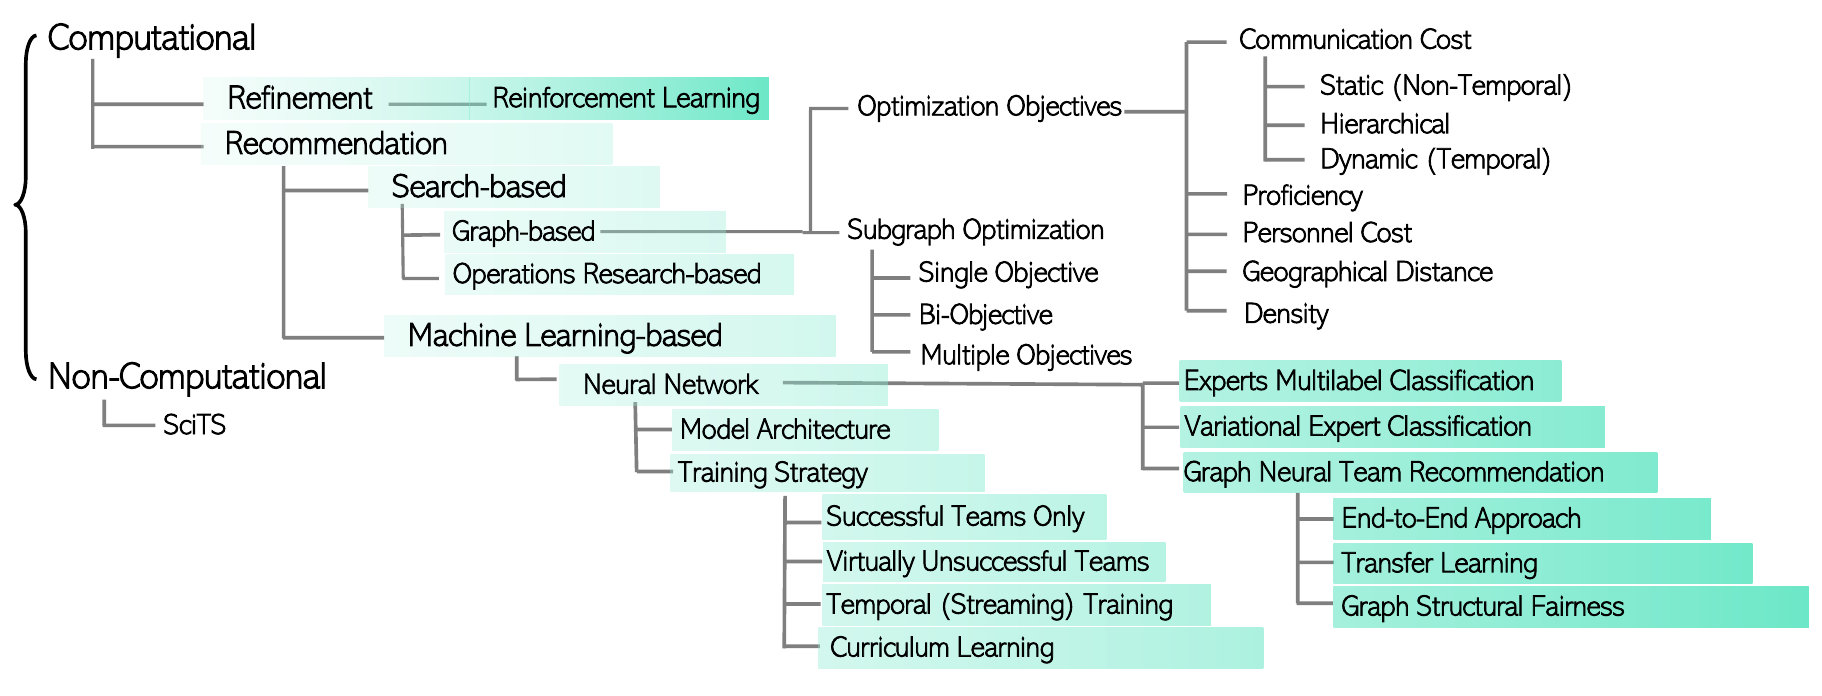 Computational
Refinement
Reinforcement Learning
Recommendation
Search-based
Graph-based
Operations Research-based
Optimization Objectives
Communication Cost
Static (Non-Temporal)
Hierarchical
Dynamic (Temporal)
Proficiency
Personnel Cost
Geographical Distance
Density
Subgraph Optimization
Single Objective
Bi-Objective
Multiple Objectives
Machine Learning-based
Neural Network
Model Architecture
Training Strategy
Successful Teams Only
Virtually Unsuccessful Teams
Temporal (Streaming) Training
Curriculum Learning
Experts Multilabel Classification
Variational Expert Classification
Graph Neural Team Recommendation
End-to-End Approach
Transfer Learning
Graph Structural Fairness
Non-Computational
SciTS